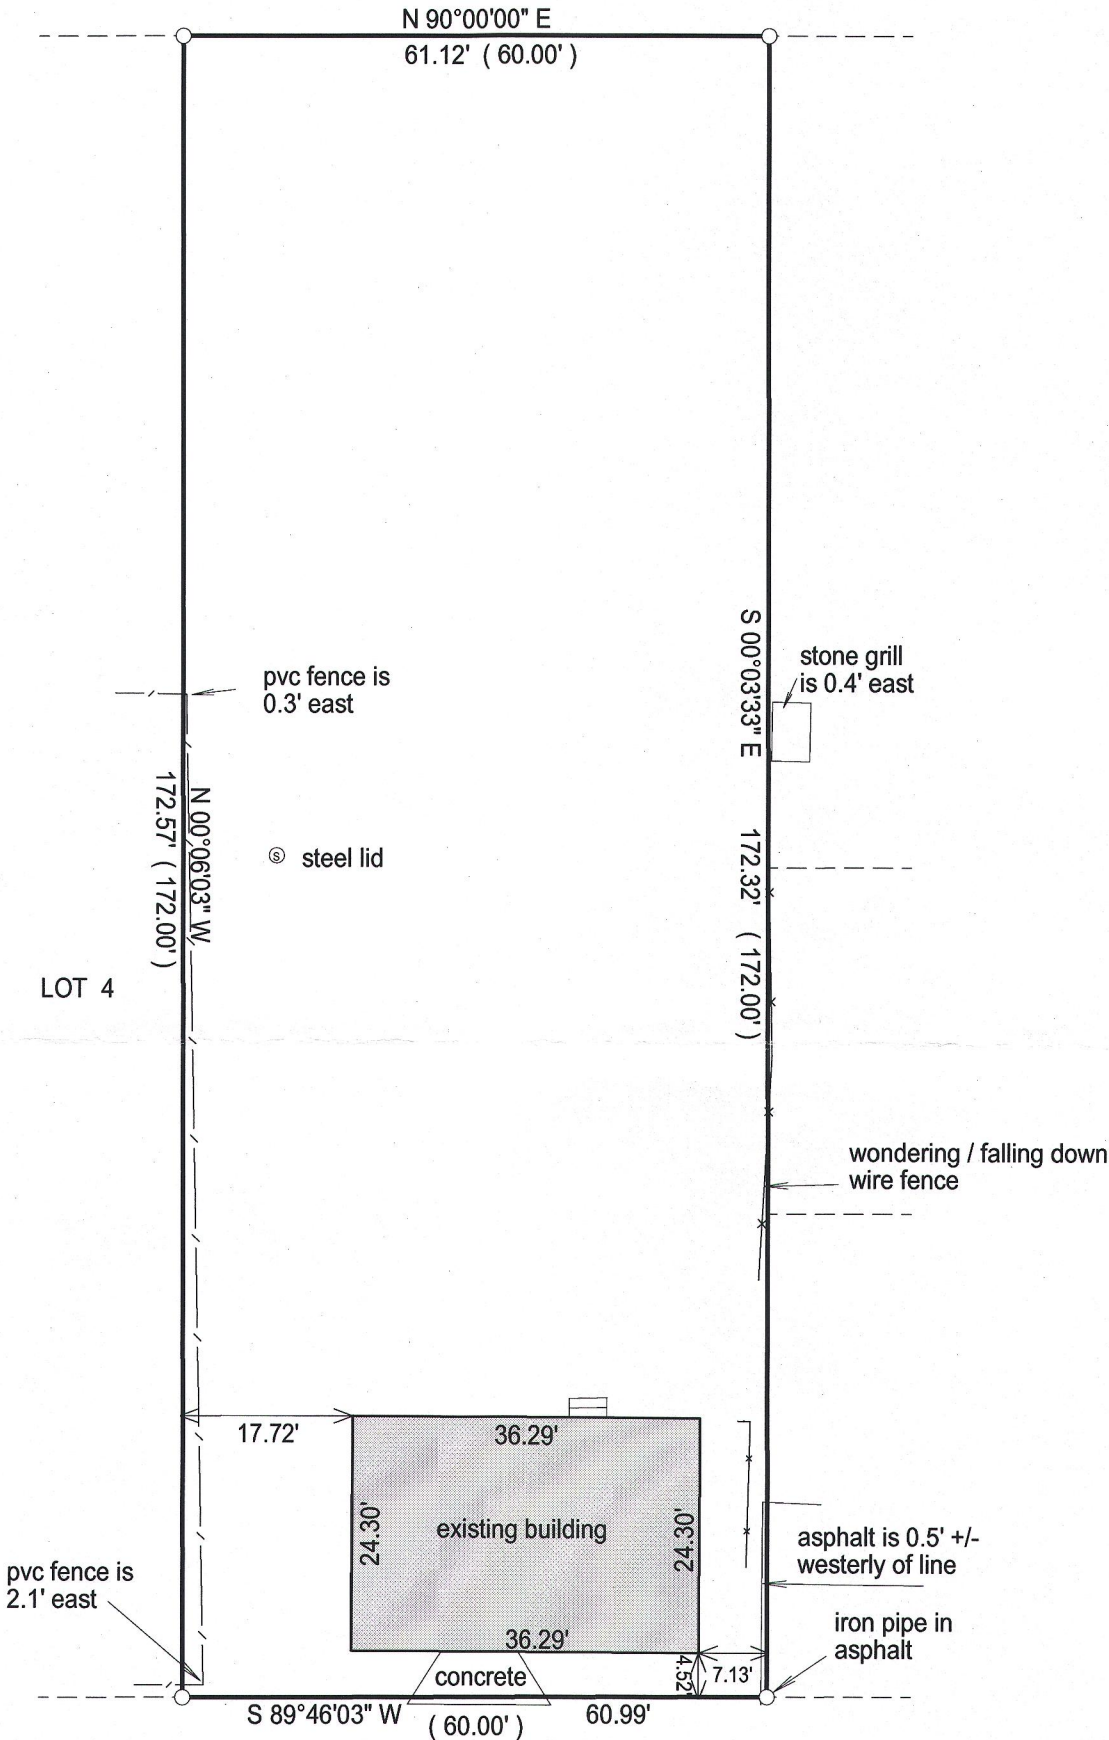 N 90°00'00" E
61.12' ( 60.00' )
S 00°03'33" E 172.32' ( 172.00' )
stone grill
is 0.4' east
pvc fence is
0.3' east
N 00°06'03" W
172.57' ( 172.00' )
S steel lid
LOT 4
wondering / falling down
wire fence
17.72'
36.29'
24.30'
existing building
24.30'
asphalt is 0.5' +/-
westerly of line
pvc fence is
2.1' east
iron pipe in
asphalt
36.29'
concrete
4.52'
7.13'
S 89°46'03" W
( 60.00' )
60.99'